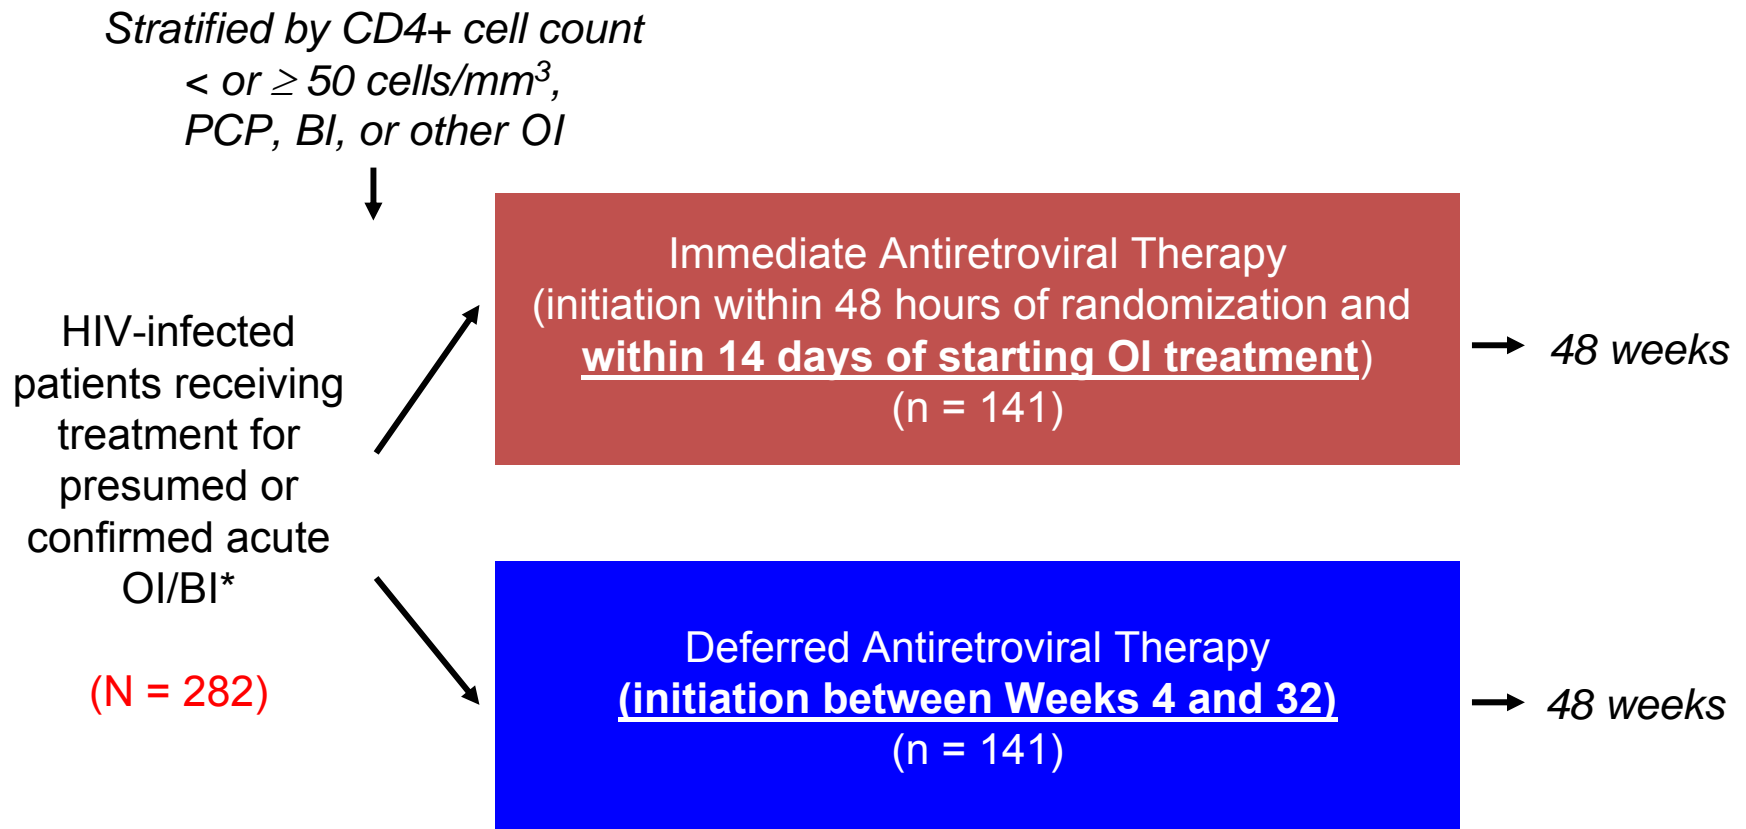 Stratified by CD4+ cell count
< or ≥ 50 cells/mm³,
PCP, BI, or other OI
HIV-infected
patients receiving
treatment for
presumed or
confirmed acute
OI/BI*
(N = 282)
Immediate Antiretroviral Therapy
(initiation within 48 hours of randomization and
within 14 days of starting OI treatment)
(n = 141)
48 weeks
Deferred Antiretroviral Therapy
(initiation between Weeks 4 and 32)
(n = 141)
48 weeks